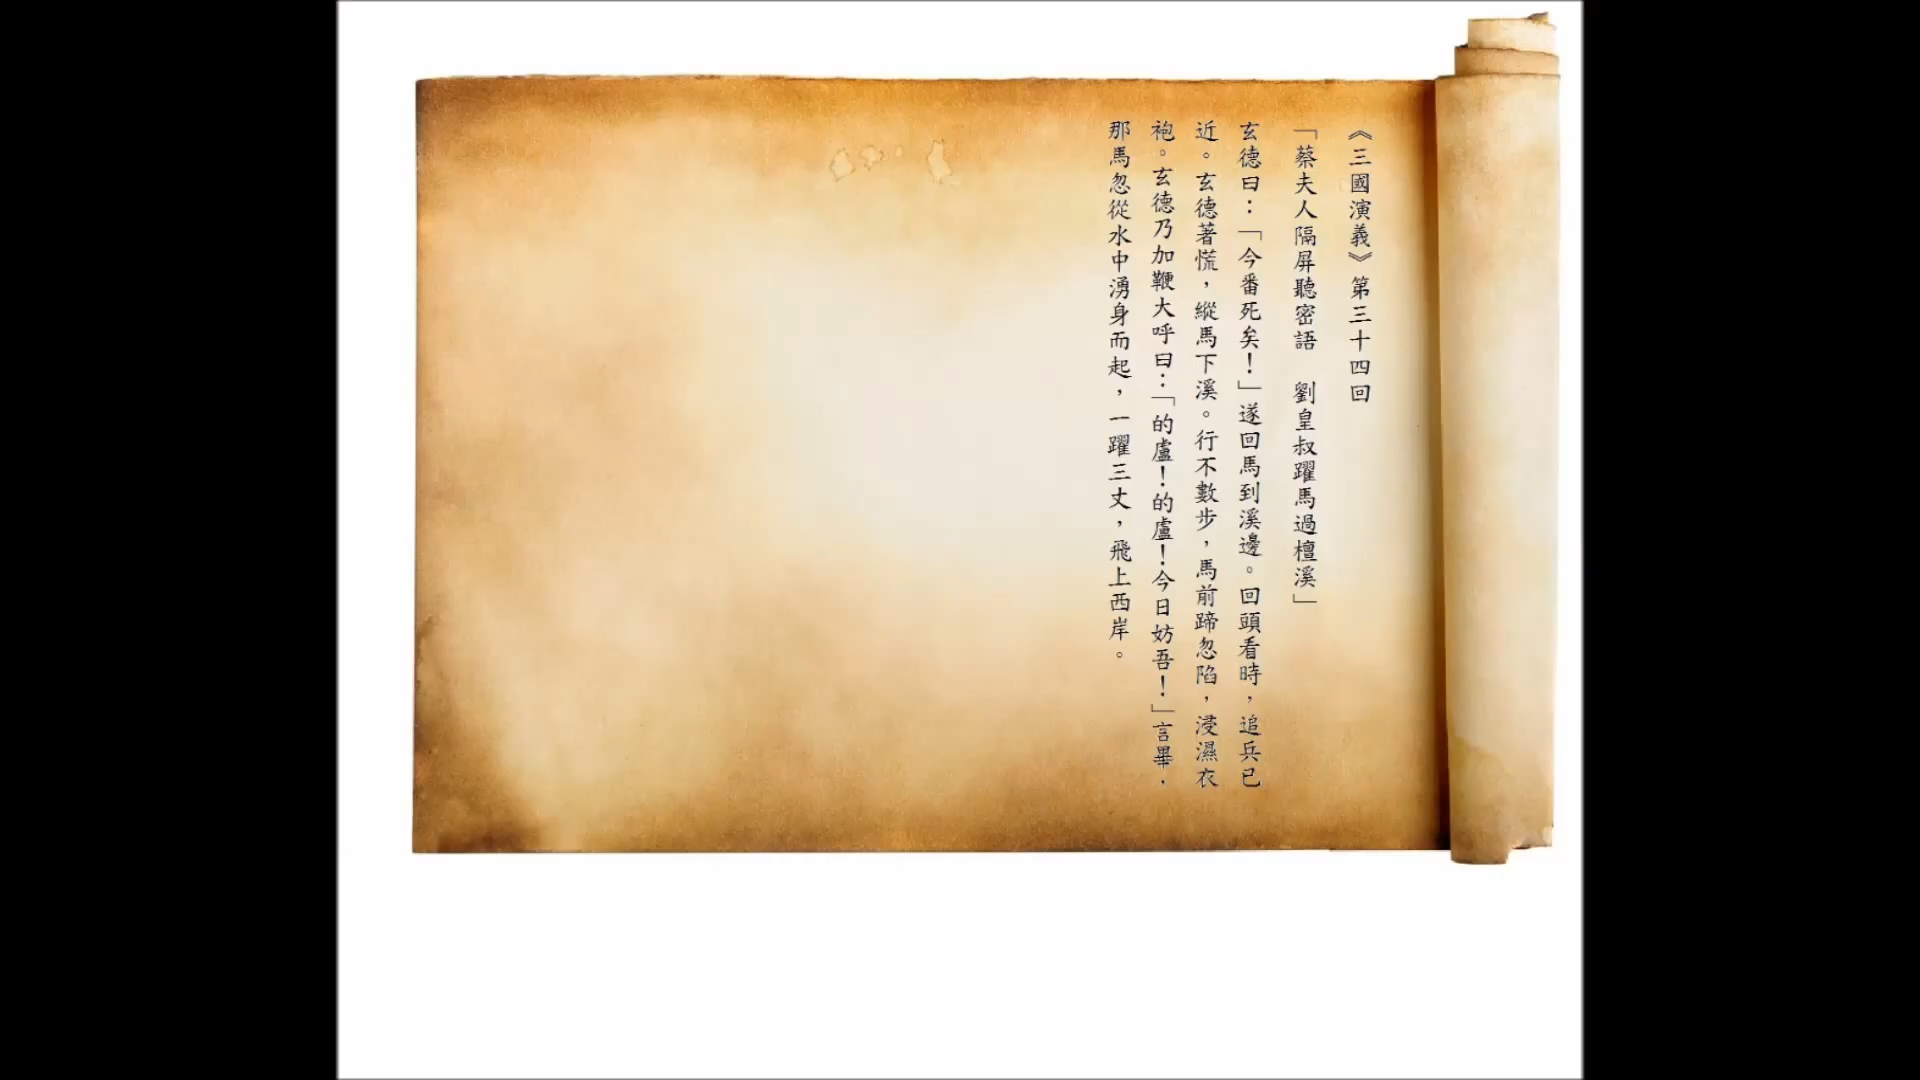 《三國演義》第三十四回
「蔡夫人隔屏聽密語　劉皇叔躍馬過檀溪」
玄德曰：「今番死矣！」遂回馬到溪邊。回頭看時，追兵已
近。玄德著慌，縱馬下溪。行不數步，馬前蹄忽陷，浸濕衣
袍。玄德乃加鞭大呼曰：「的盧！的盧！今日妨吾！」言畢，
那馬忽從水中湧身而起，一躍三丈，飛上西岸。